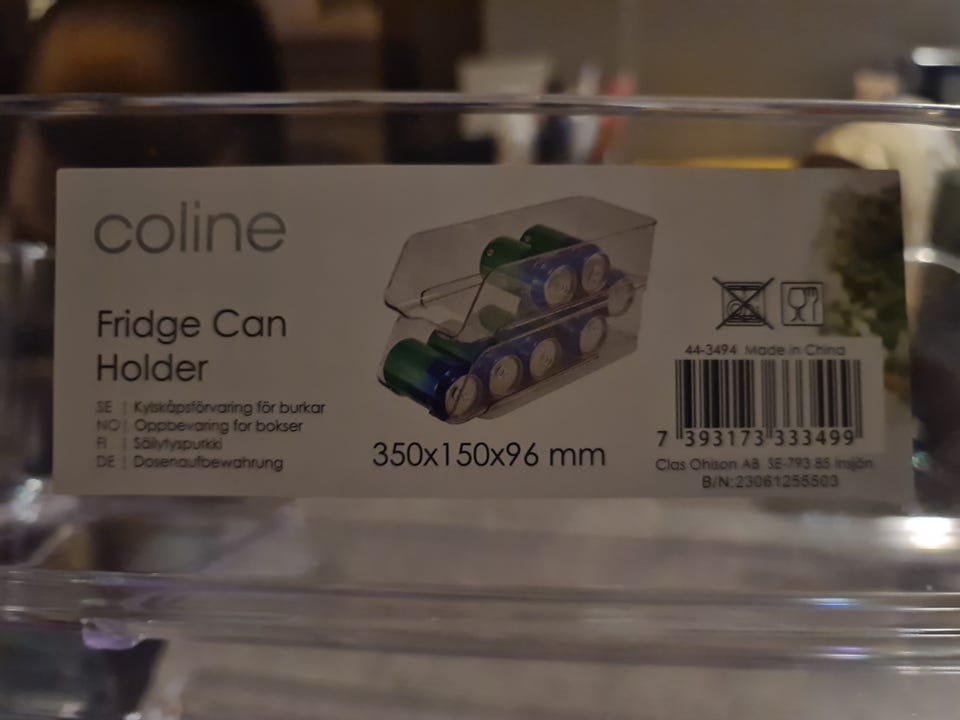 coline
Fridge Can
Holder
SE | Kylskåpsförvaring för burkar
NO | Oppbevaring for bokser
FI | Säilytyspurkki
DE | Dosenaufbewahrung
350x150x96 mm
44-3494 Made in China
7 393173 333499
Clas Ohlson AB SE-793 85 Insjön
B/N:23061255503